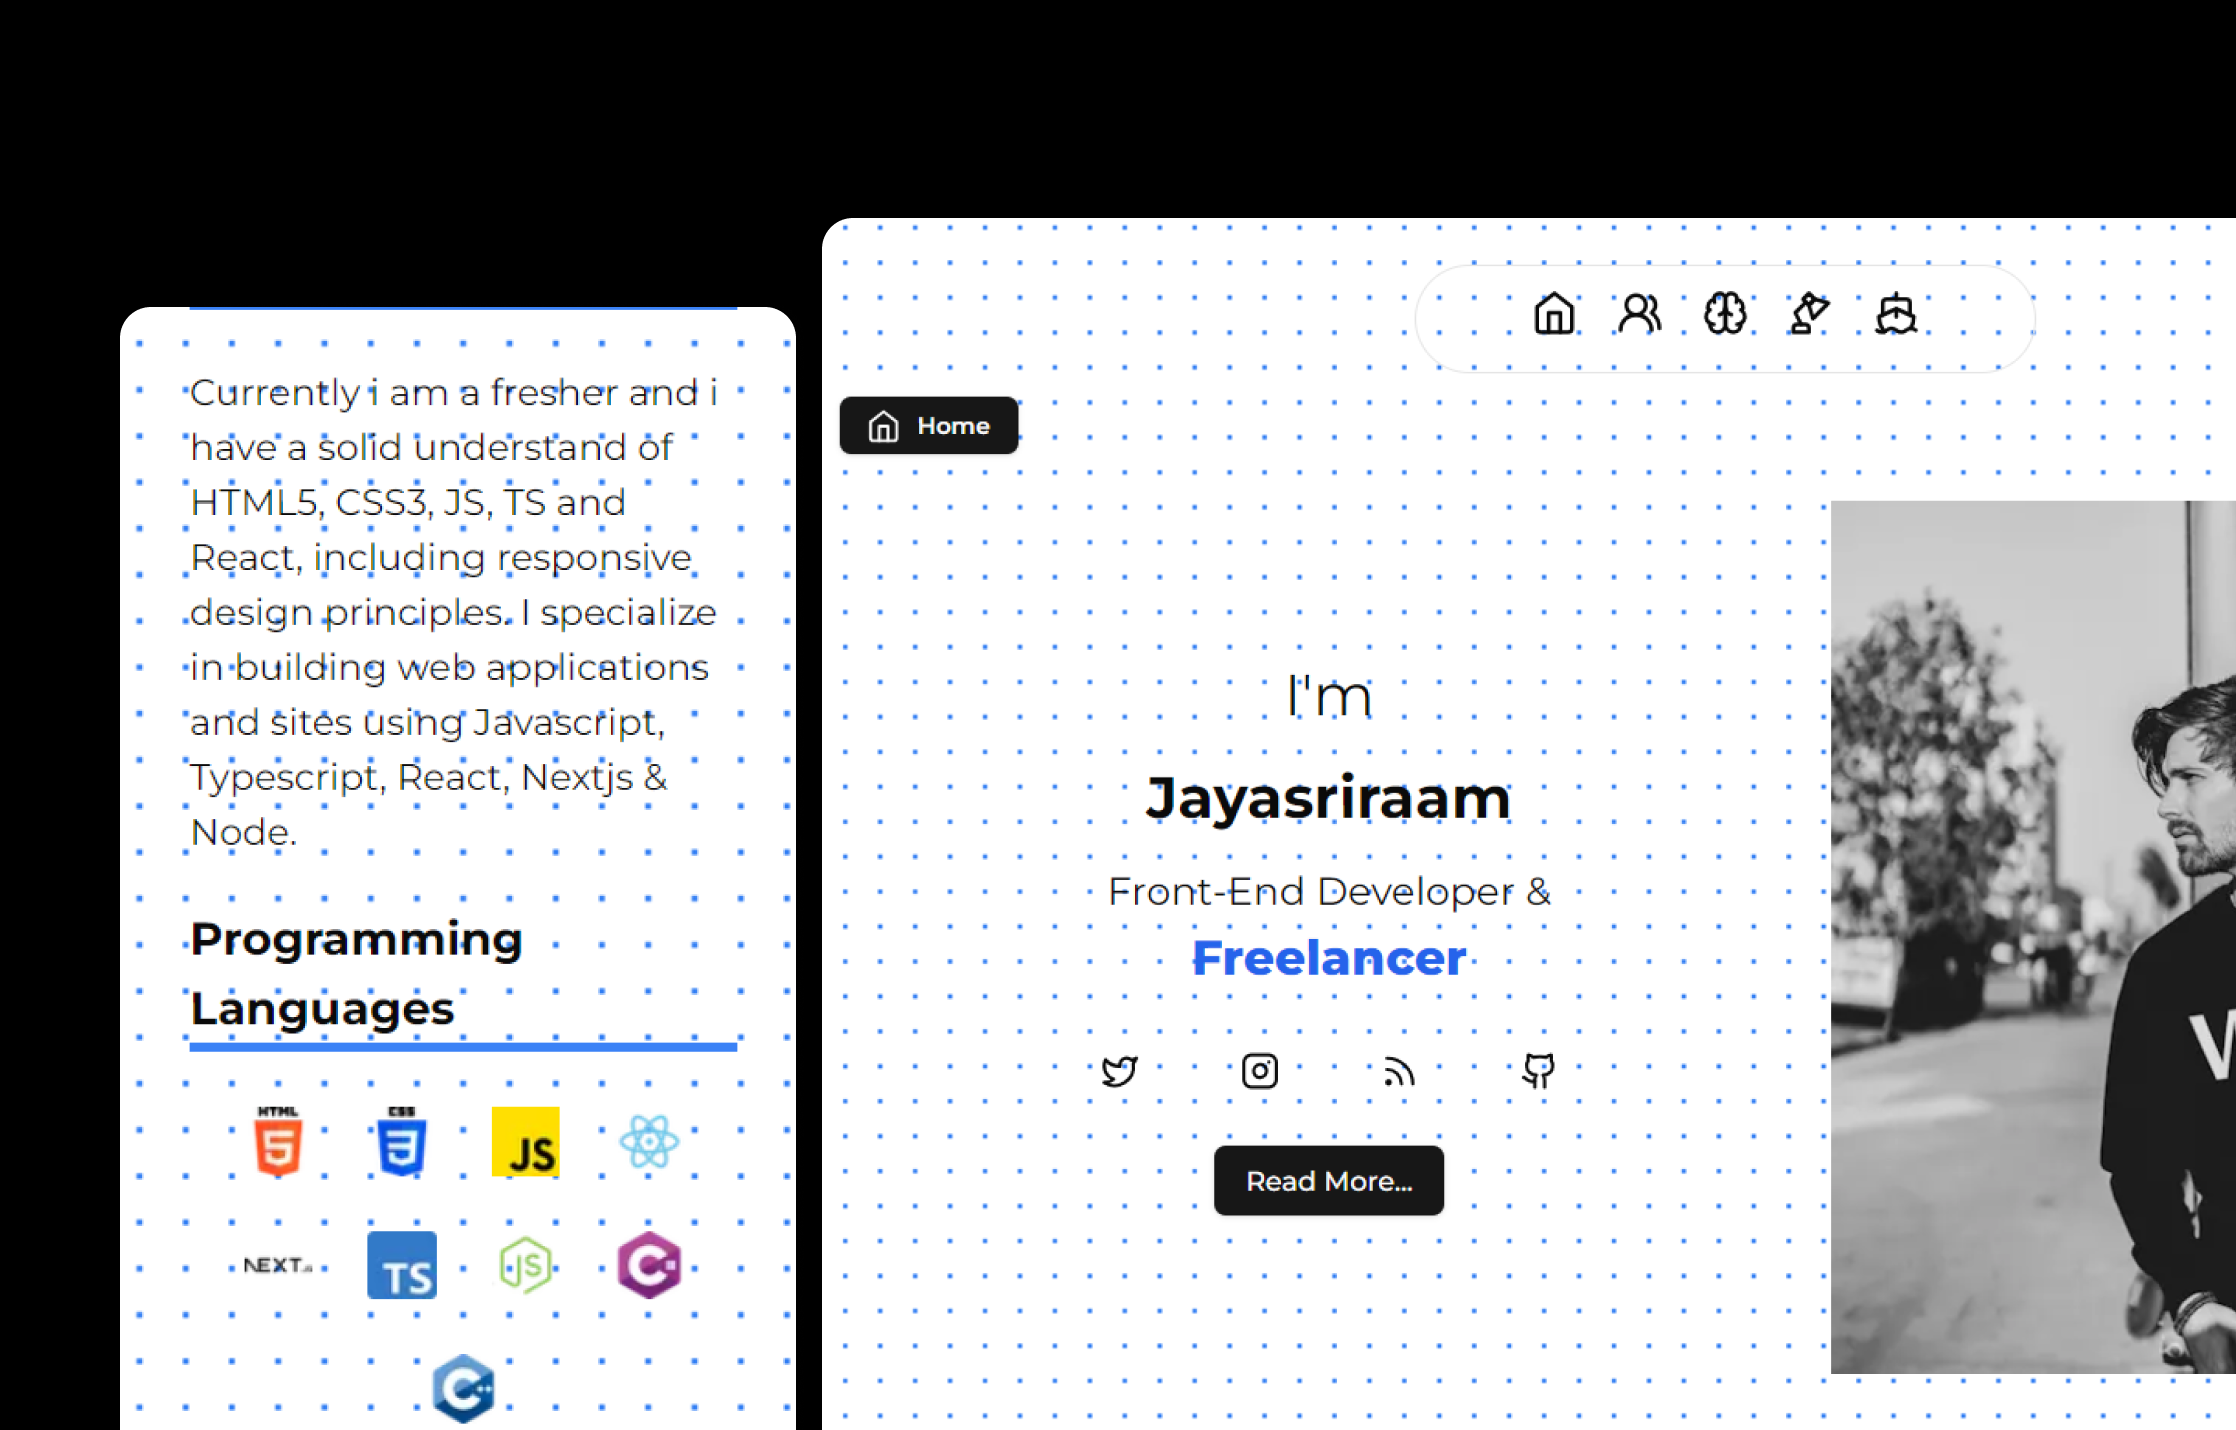 Currently i am a fresher and i
have a solid understand of
HTML5, CSS3, JS, TS and
React, including responsive
design principles. I specialize
in building web applications
and sites using Javascript,
Typescript, React, Nextjs &
Node.
Programming
Languages
HTML
5
CSS
3
JS
NEXT.JS
TS
JS
C
C++
Home
I'm
Jayasriraam
Front-End Developer &
Freelancer
Read More...